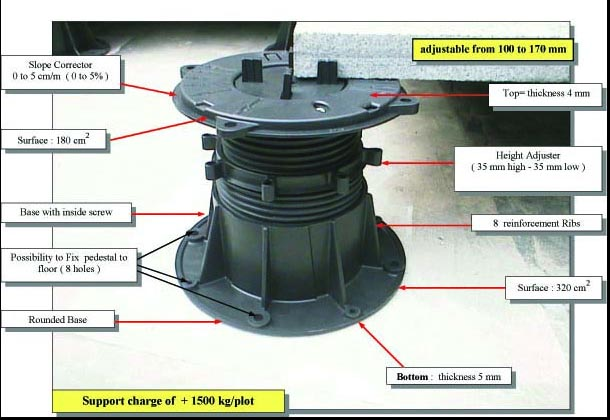 adjustable from 100 to 170 mm
Slope Corrector
0 to 5 cm/m ( 0 to 5% )
Top= thickness 4 mm
Surface : 180 cm²
Height Adjuster
( 35 mm high - 35 mm low )
Base with inside screw
8 reinforcement Ribs
Possibility to Fix pedestal to
floor ( 8 holes )
Surface : 320 cm²
Rounded Base
Bottom : thickness 5 mm
Support charge of + 1500 kg/plot